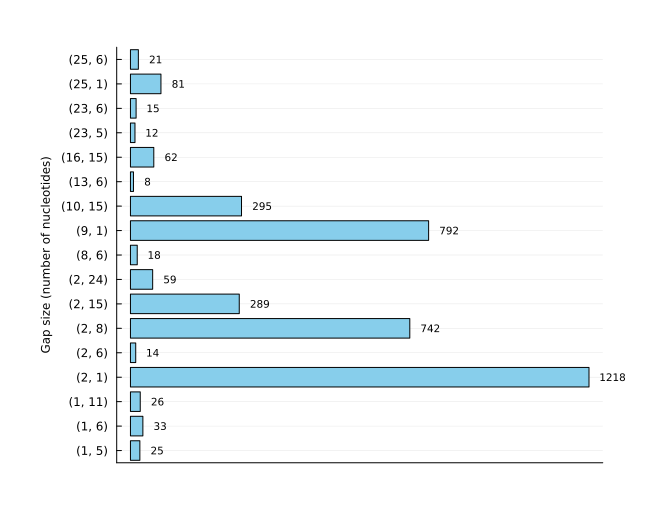 Gap size (number of nucleotides)
(25, 6) 21
(25, 1) 81
(23, 6) 15
(23, 5) 12
(16, 15) 62
(13, 6) 8
(10, 15) 295
(9, 1) 792
(8, 6) 18
(2, 24) 59
(2, 15) 289
(2, 8) 742
(2, 6) 14
(2, 1) 1218
(1, 11) 26
(1, 6) 33
(1, 5) 25